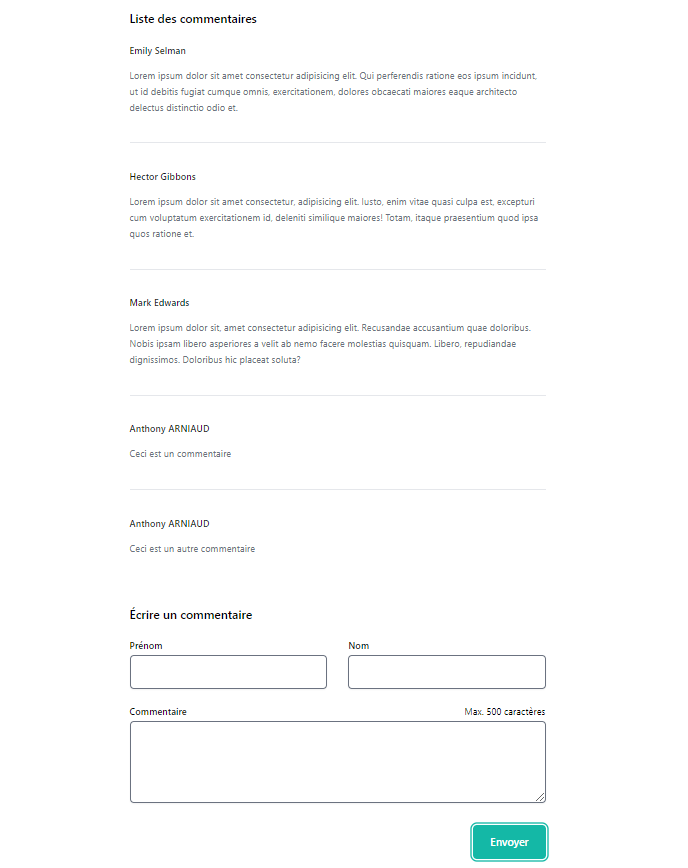 Liste des commentaires
Emily Selman
Lorem ipsum dolor sit amet consectetur adipisicing elit. Qui perferendis ratione eos ipsum incidunt,
ut id debitis fugiat cumque omnis, exercitationem, dolores obcaecati maiores eaque architecto
delectus distinctio odio et.
Hector Gibbons
Lorem ipsum dolor sit amet consectetur, adipisicing elit. Iusto, enim vitae quasi culpa est, excepturi
cum voluptatum exercitationem id, deleniti similique maiores! Totam, itaque praesentium quod ipsa
quos ratione et.
Mark Edwards
Lorem ipsum dolor sit, amet consectetur adipisicing elit. Recusandae accusantium quae doloribus.
Nobis ipsam libero asperiores a velit ab nemo facere molestias quisquam. Libero, repudiandae
dignissimos. Doloribus hic placeat soluta?
Anthony ARNIAUD
Ceci est un commentaire
Anthony ARNIAUD
Ceci est un autre commentaire
Écrire un commentaire
Prénom
Nom
Commentaire
Max. 500 caractères
Envoyer